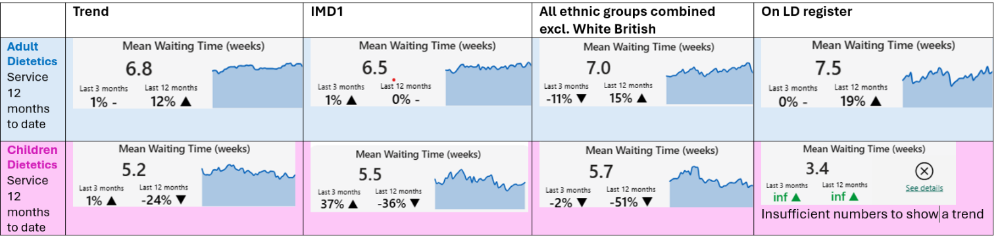 Trend
IMD1
All ethnic groups combined
excl. White British
On LD register
Adult
Dietetics
Service
12
months
to date
Mean Waiting Time (weeks)
6.8
Last 3 months Last 12 months
1% - 12% ▲
Mean Waiting Time (weeks)
6.5
Last 3 months Last 12 months
1% ▲ 0% -
Mean Waiting Time (weeks)
7.0
Last 3 months Last 12 months
-11% ▼ 15% ▲
Mean Waiting Time (weeks)
7.5
Last 3 months Last 12 months
0% - 19% ▲
Children
Dietetics
Service
12
months
to date
Mean Waiting Time (weeks)
5.2
Last 3 months Last 12 months
1% ▲ -24% ▼
Mean Waiting Time (weeks)
5.5
Last 3 months Last 12 months
37% ▲ -36% ▼
Mean Waiting Time (weeks)
5.7
Last 3 months Last 12 months
-2% ▼ -51% ▼
Mean Waiting Time (weeks)
3.4
Last 3 months Last 12 months
inf ▲ inf ▲
See details
Insufficient numbers to show a trend